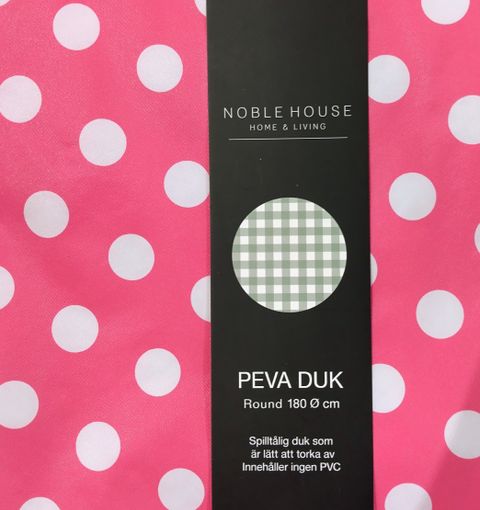 NOBLE HOUSE
HOME & LIVING
PEVA DUK
Round 180 Ø cm
Spilltålig duk som
är lätt att torka av
Innehåller ingen PVC